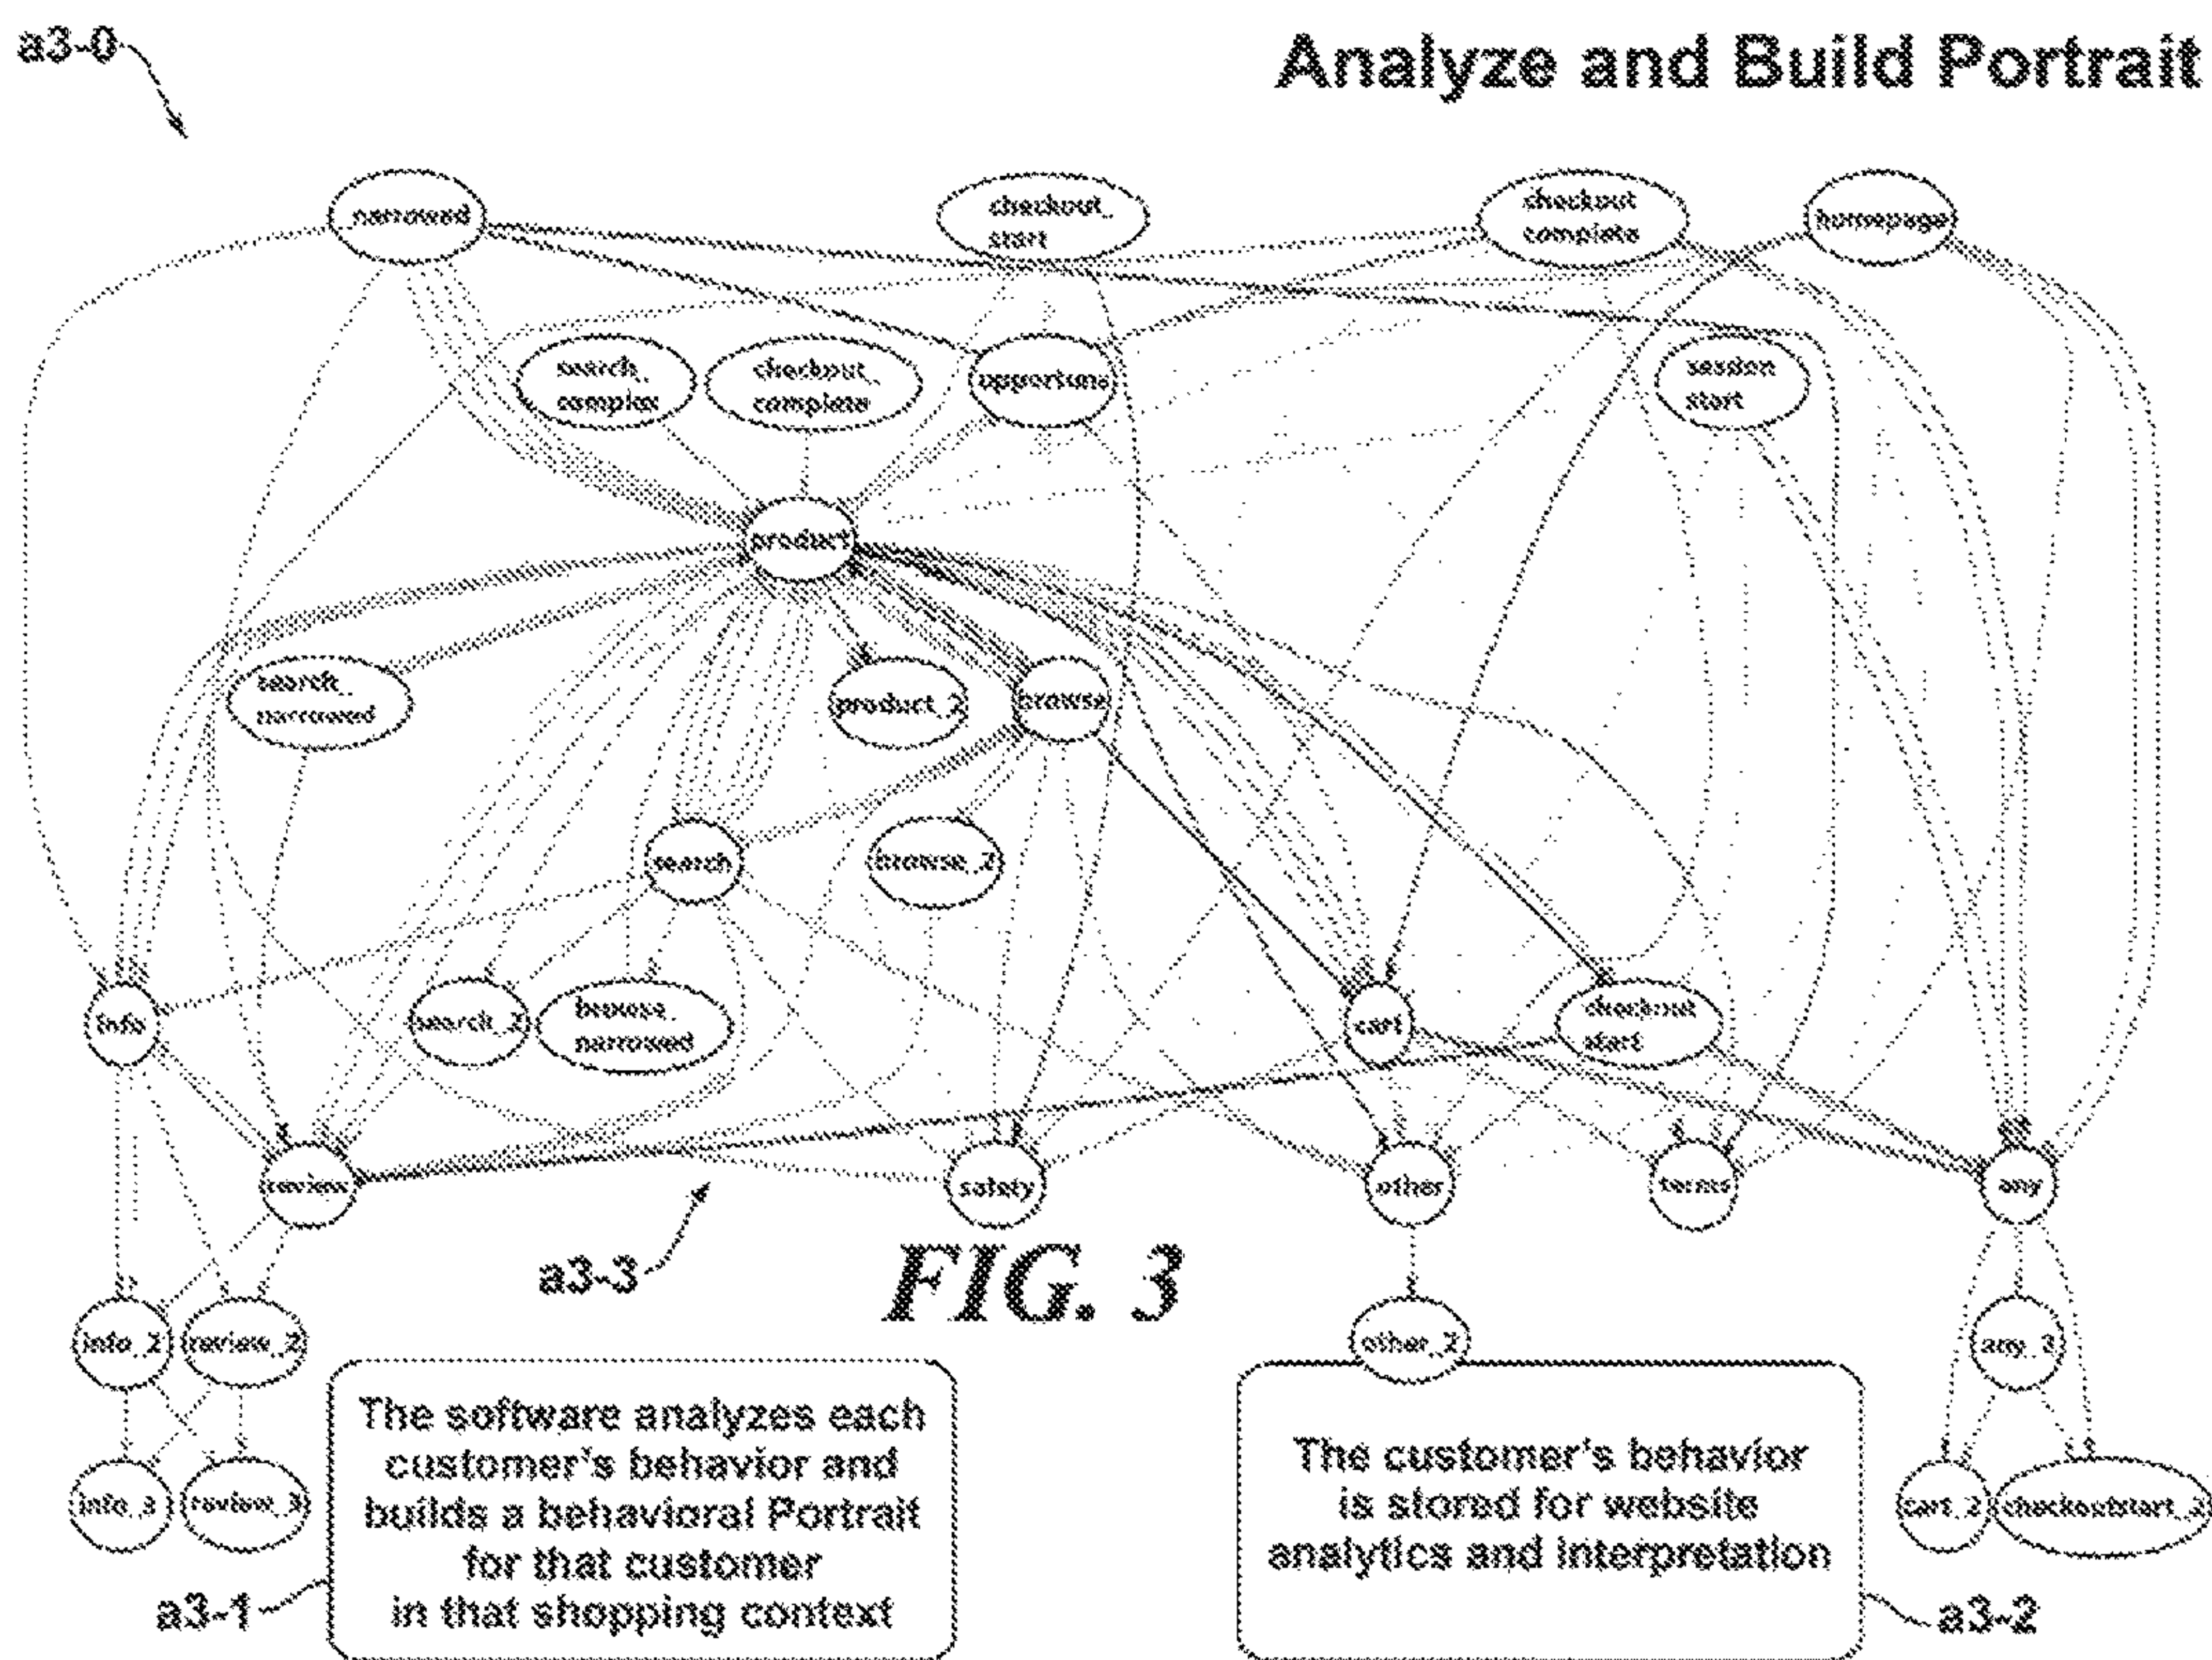 a3-0
Analyze and Build Portrait
narrowed
checkout_
start
checkout
complete
homepage
search_
complex
checkout_
complete
opportune
session
start
product
search_
narrowed
product_2
browse
search
browse_2
info
search_2
browse_
narrowed
cart
checkout
start
review
safety
other
terms
any
a3-3
FIG. 3
info_2
review_2
other_2
any_3
The software analyzes each
customer's behavior and
builds a behavioral Portrait
for that customer
in that shopping context
The customer's behavior
is stored for website
analytics and interpretation
info_3
review_3
cart_2
a3-1
a3-2